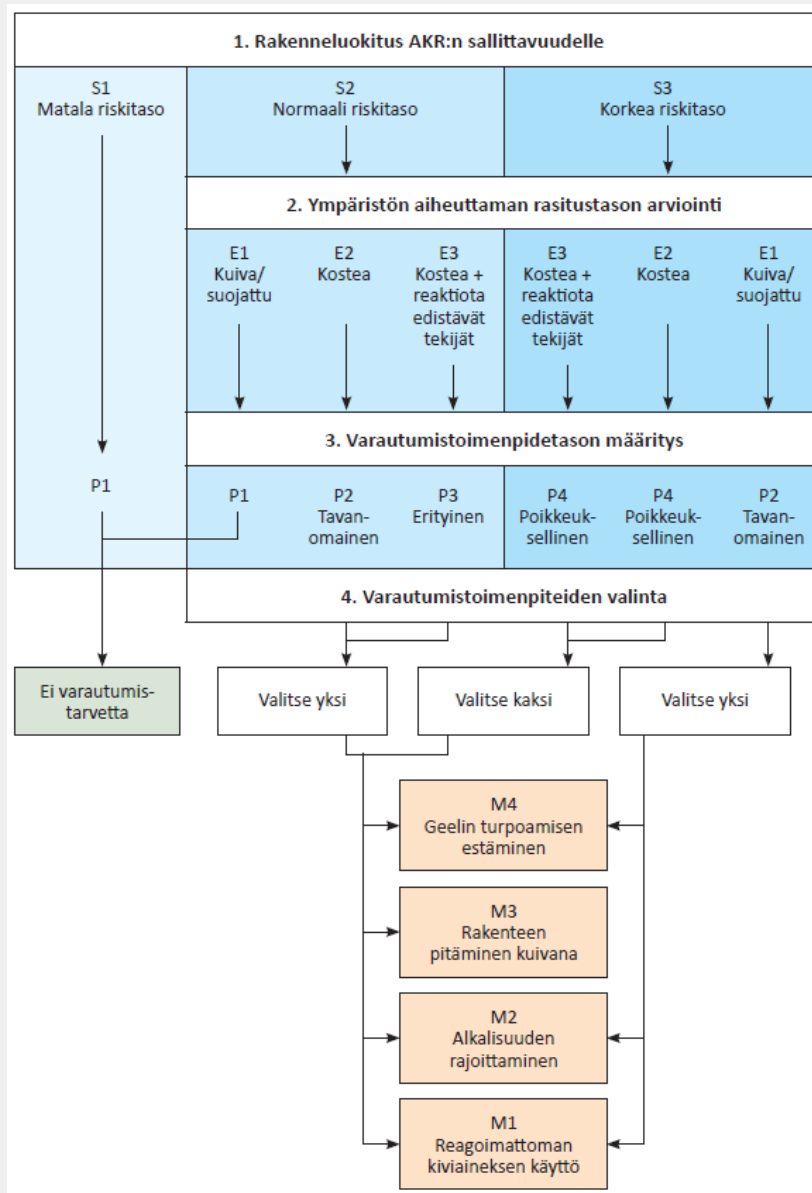 1. Rakenneluokitus AKR:n sallittavuudelle
S1
Matala riskitaso
S2
Normaali riskitaso
S3
Korkea riskitaso
2. Ympäristön aiheuttaman rasitustason arviointi
E1
Kuiva/
suojattu
E2
Kostea
E3
Kostea +
reaktiota
edistävät
tekijät
E3
Kostea +
reaktiota
edistävät
tekijät
E2
Kostea
E1
Kuiva/
suojattu
3. Varautumistoimenpidetason määritys
P1
P1
P2
Tavan-
omainen
P3
Erityinen
P4
Poikkeuk-
sellinen
P4
Poikkeuk-
sellinen
P2
Tavan-
omainen
4. Varautumistoimenpiteiden valinta
Ei varautumis-
tarvetta
Valitse yksi
Valitse kaksi
Valitse yksi
M4
Geelin turpoamisen
estäminen
M3
Rakenteen
pitäminen kuivana
M2
Alkalisuuden
rajoittaminen
M1
Reagoimattoman
kiviaineksen käyttö